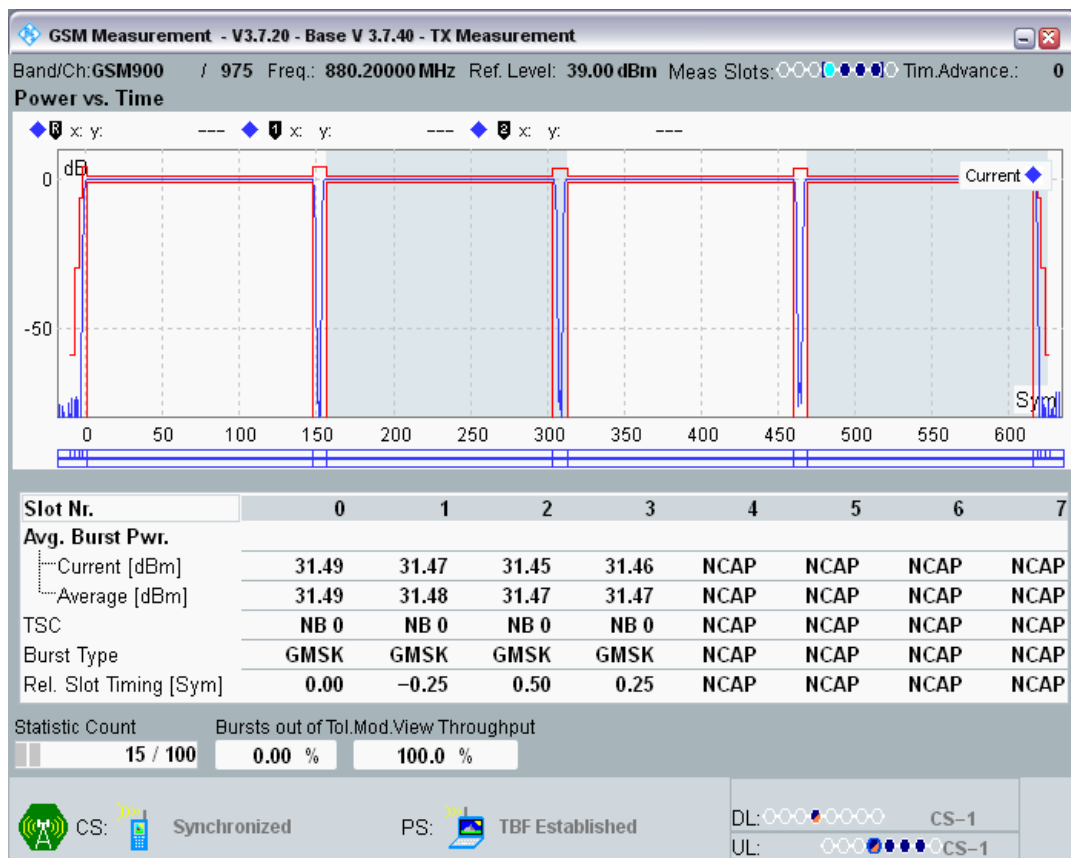 GSM Measurement - V3.7.20 - Base V 3.7.40 - TX Measurement
Band/Ch:GSM900 / 975 Freq.: 880.20000 MHz Ref. Level: 39.00 dBm Meas Slots: Tim.Advance.: 0
Power vs. Time
R x: y: --- 1 x: y: --- 2 x: y: ---
dB
Current
0
-50
Sym
0 50 100 150 200 250 300 350 400 450 500 550 600
Slot Nr. 0 1 2 3 4 5 6 7
Avg. Burst Pwr.
Current [dBm] 31.49 31.47 31.45 31.46 NCAP NCAP NCAP NCAP
Average [dBm] 31.49 31.48 31.47 31.47 NCAP NCAP NCAP NCAP
TSC NB 0 NB 0 NB 0 NB 0 NCAP NCAP NCAP NCAP
Burst Type GMSK GMSK GMSK GMSK NCAP NCAP NCAP NCAP
Rel. Slot Timing [Sym] 0.00 −0.25 0.50 0.25 NCAP NCAP NCAP NCAP
Statistic Count Bursts out of Tol.Mod.View Throughput
15 / 100 0.00 % 100.0 %
CS: Synchronized PS: TBF Established
DL: CS−1
UL: CS−1